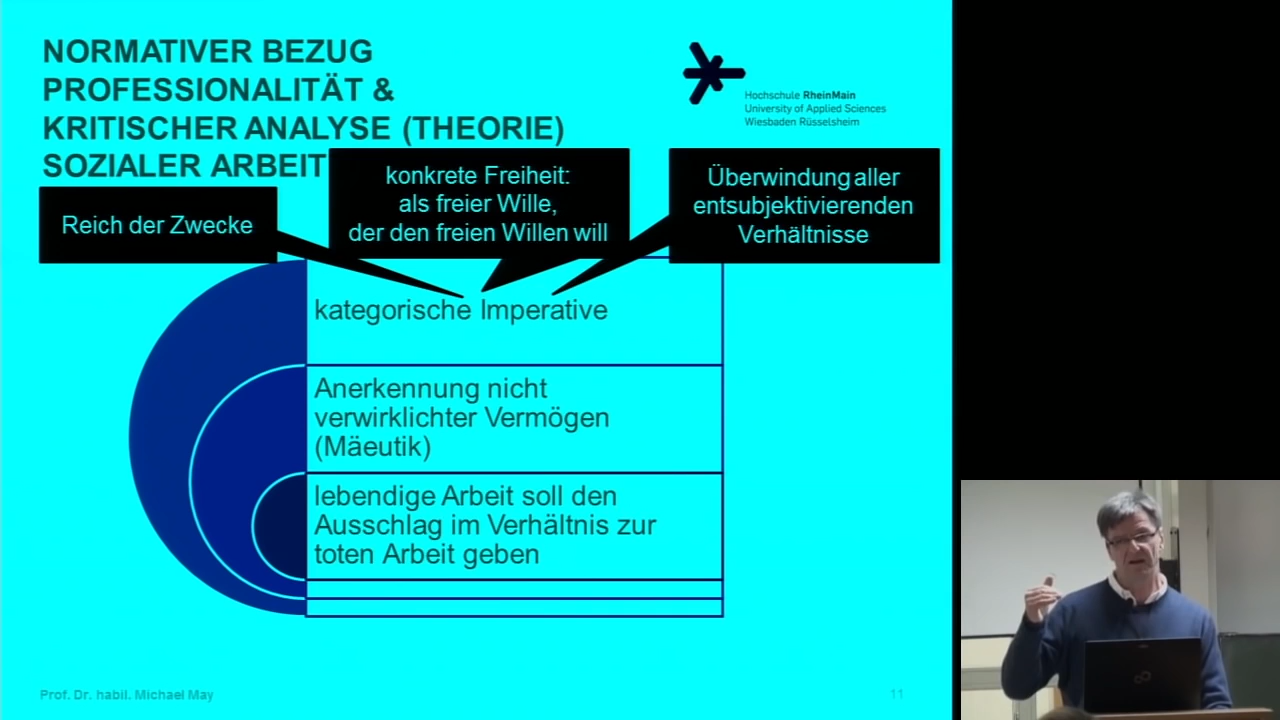 NORMATIVER BEZUG
PROFESSIONALITÄT &
KRITISCHER ANALYSE (THEORIE)
SOZIALER ARBEIT
Hochschule RheinMain
University of Applied Sciences
Wiesbaden Rüsselsheim
Reich der Zwecke
konkrete Freiheit:
als freier Wille,
der den freien Willen will
Überwindung aller
entsubjektivierenden
Verhältnisse
kategorische Imperative
Anerkennung nicht
verwirklichter Vermögen
(Mäeutik)
lebendige Arbeit soll den
Ausschlag im Verhältnis zur
toten Arbeit geben
Prof. Dr. habil. Michael May
11